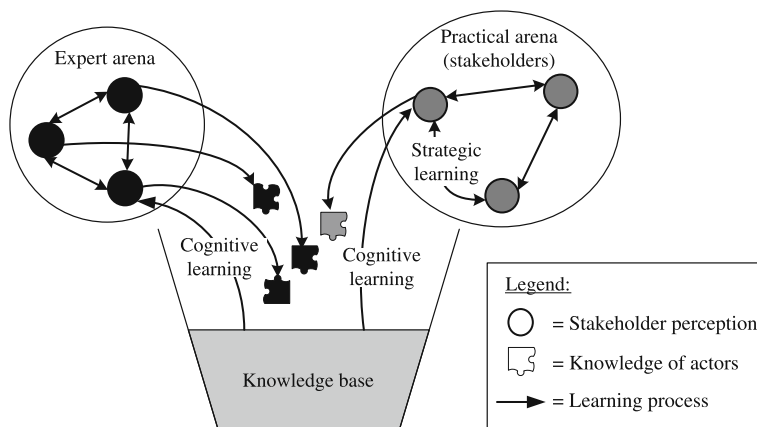 Expert arena
Practical arena
(stakeholders)
Strategic
learning
Cognitive
learning
Cognitive
learning
Knowledge base
Legend:
= Stakeholder perception
= Knowledge of actors
= Learning process